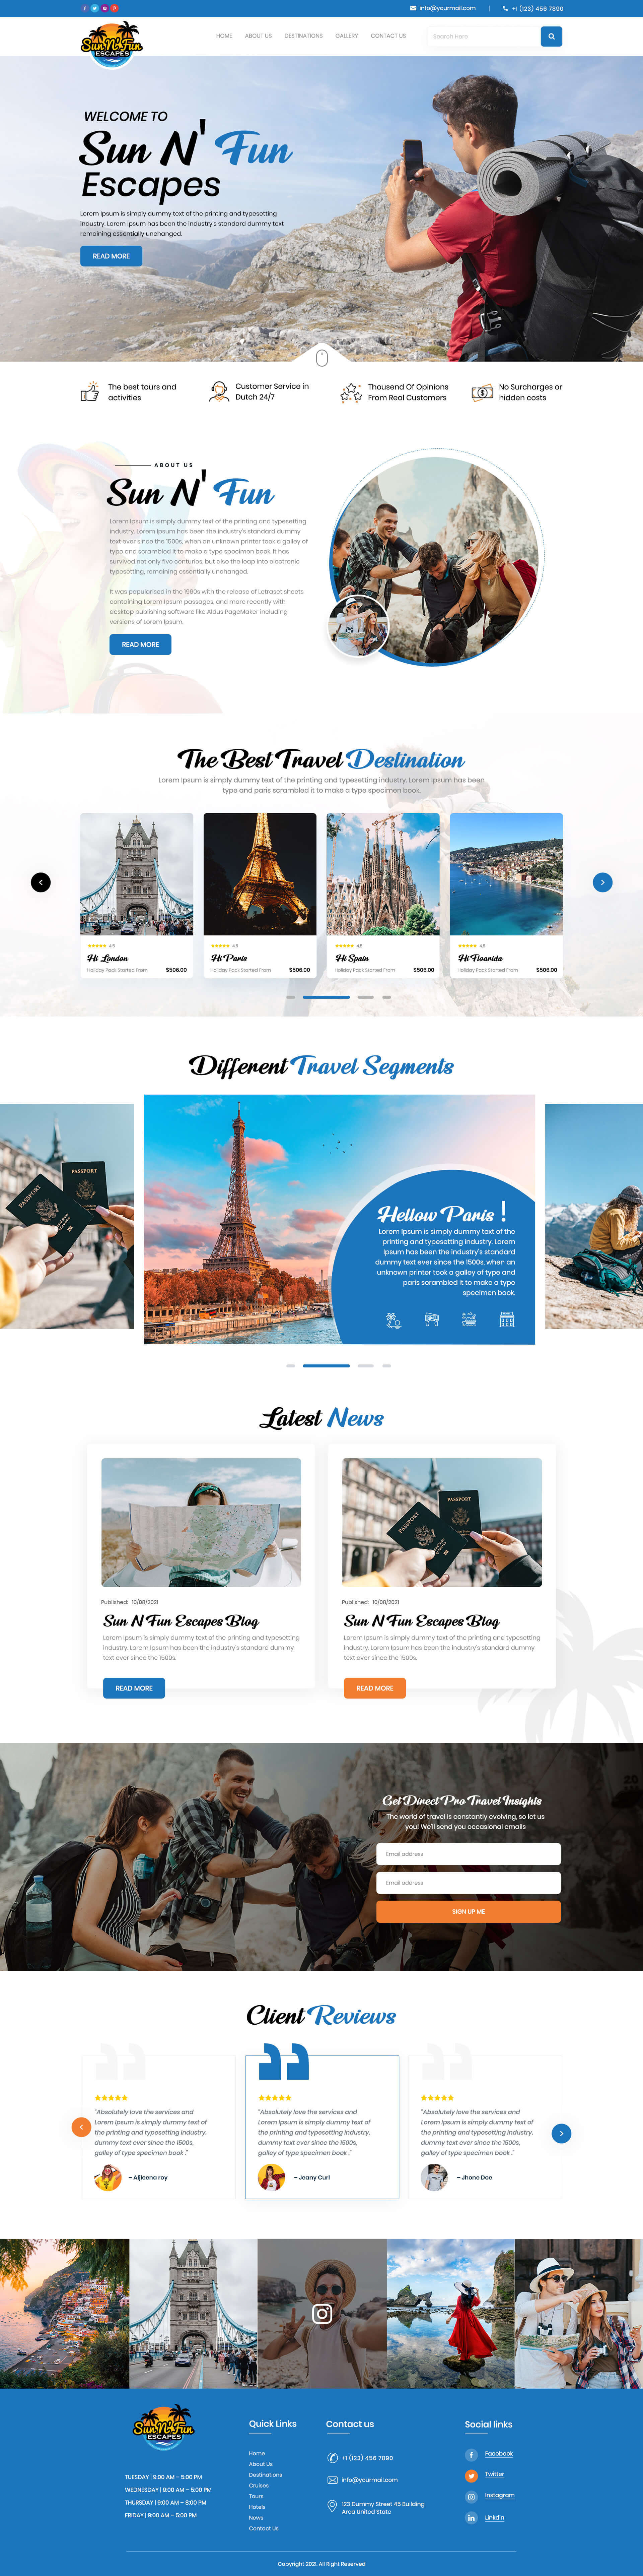 info@yourmail.com | +1 (123) 456 7890
Sun N' Fun
ESCAPES
HOME ABOUT US DESTINATIONS GALLERY CONTACT US
Search Here
WELCOME TO
Sun N' Fun
Escapes
Lorem Ipsum is simply dummy text of the printing and typesetting
industry. Lorem Ipsum has been the industry's standard dummy text
remaining essentially unchanged.
READ MORE
The best tours and
activities
Customer Service in
Dutch 24/7
Thousend Of Opinions
From Real Customers
No Surcharges or
hidden costs
ABOUT US
Sun N' Fun
Lorem Ipsum is simply dummy text of the printing and typesetting
industry. Lorem Ipsum has been the industry's standard dummy
text ever since the 1500s, when an unknown printer took a galley of
type and scrambled it to make a type specimen book. It has
survived not only five centuries, but also the leap into electronic
typesetting, remaining essentially unchanged.
It was popularised in the 1960s with the release of Letraset sheets
containing Lorem Ipsum passages, and more recently with
desktop publishing software like Aldus PageMaker including
versions of Lorem Ipsum.
READ MORE
The Best Travel Destination
Lorem Ipsum is simply dummy text of the printing and typesetting industry. Lorem Ipsum has been
type and paris scrambled it to make a type specimen book.
4.5
Hi London
Holiday Pack Started From $506.00
4.5
Hi Paris
Holiday Pack Started From $506.00
4.5
Hi Spain
Holiday Pack Started From $506.00
4.5
Hi Floarida
Holiday Pack Started From $506.00
Different Travel Segments
PASSPORT
PASSPORT
Hellow Paris !
Lorem Ipsum is simply dummy text of the
printing and typesetting industry. Lorem
Ipsum has been the industry's standard
dummy text ever since the 1500s, when an
unknown printer took a galley of type and
paris scrambled it to make a type
specimen book.
Latest News
Published: 10/08/2021
Sun N Fun Escapes Blog
Lorem Ipsum is simply dummy text of the printing and typesetting
industry. Lorem Ipsum has been the industry's standard dummy
text ever since the 1500s.
READ MORE
PASSPORT
PASSPORT
Published: 10/08/2021
Sun N Fun Escapes Blog
Lorem Ipsum is simply dummy text of the printing and typesetting
industry. Lorem Ipsum has been the industry's standard dummy
text ever since the 1500s.
READ MORE
Get Direct Pro Travel Insights
The world of travel is constantly evolving, so let us
you! We'll send you occasional emails
Email address
Email address
SIGN UP ME
Client Reviews
"Absolutely love the services and
Lorem Ipsum is simply dummy text of
the printing and typesetting industry.
dummy text ever since the 1500s,
galley of type specimen book ."
– Aljleena roy
"Absolutely love the services and
Lorem Ipsum is simply dummy text of
the printing and typesetting industry.
dummy text ever since the 1500s,
galley of type specimen book ."
– Jeany Curl
"Absolutely love the services and
Lorem Ipsum is simply dummy text of
the printing and typesetting industry.
dummy text ever since the 1500s,
galley of type specimen book ."
– Jhone Doe
Sun N' Fun
ESCAPES
TUESDAY | 9:00 AM – 5:00 PM
WEDNESDAY | 9:00 AM – 5:00 PM
THURSDAY | 9:00 AM – 8:00 PM
FRIDAY | 9:00 AM – 5:00 PM
Quick Links
Home
About Us
Destinations
Cruises
Tours
Hotels
News
Contact Us
Contact us
+1 (123) 456 7890
info@yourmail.com
123 Dummy Street 45 Building
Area United State
Social links
Facebook
Twitter
Instagram
Linkdin
Copyright 2021. All Right Reserved